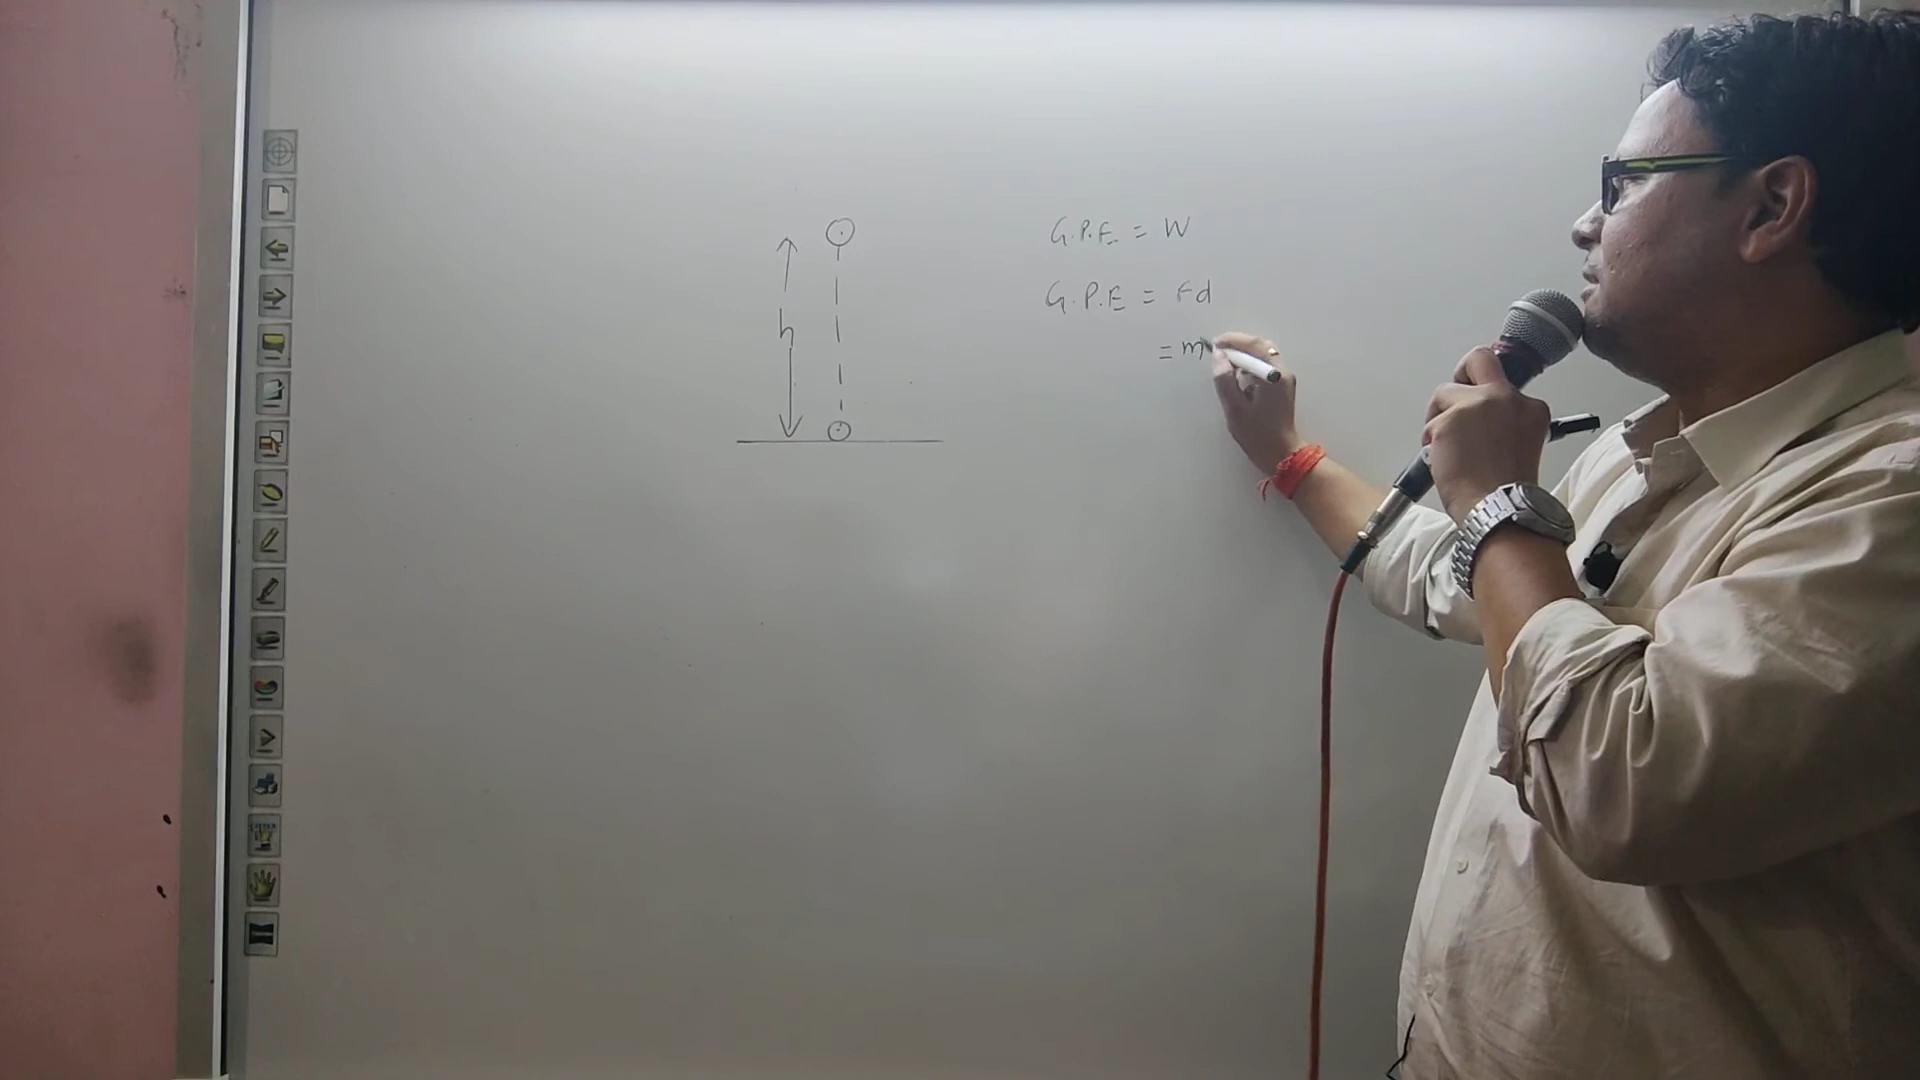 h
G.P.E = W
G.P.E = Fd
= m